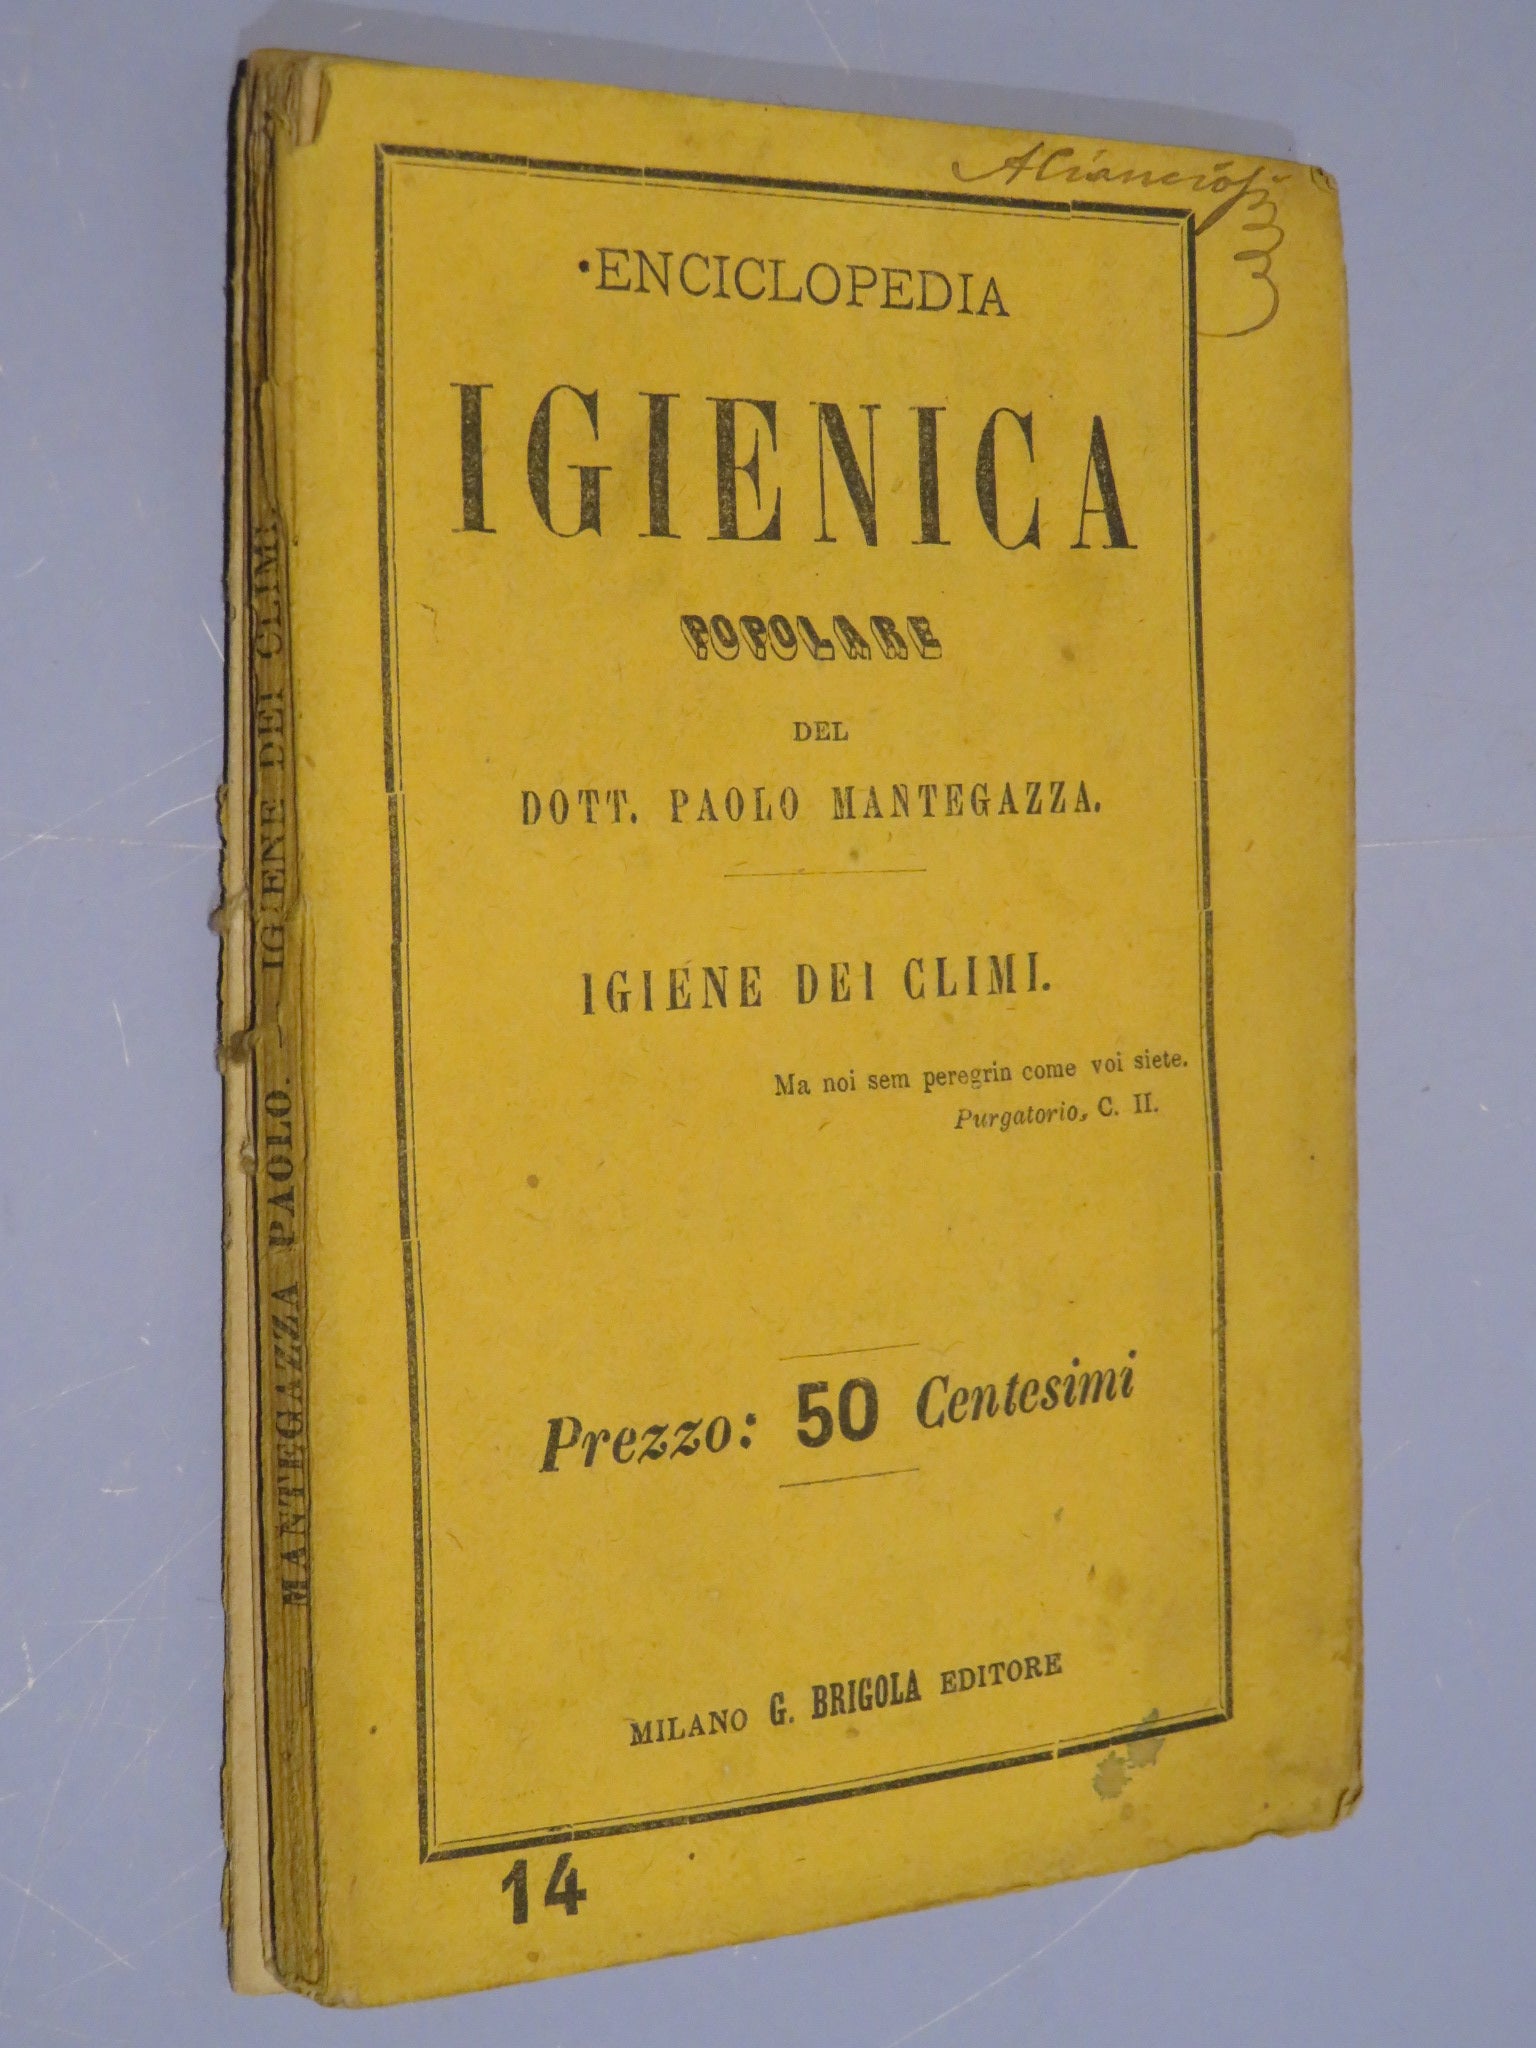 ENCICLOPEDIA
IGIENICA
POPOLARE
DEL
DOTT. PAOLO MANTEGAZZA.
IGIENE DEI CLIMI.
Ma noi sem peregrin come voi siete.
Purgatorio, C. II.
Prezzo: 50 Centesimi
MILANO G. BRIGOLA EDITORE
14
MANTEGAZZA PAOLO. — IGIENE DEI CLIMI.